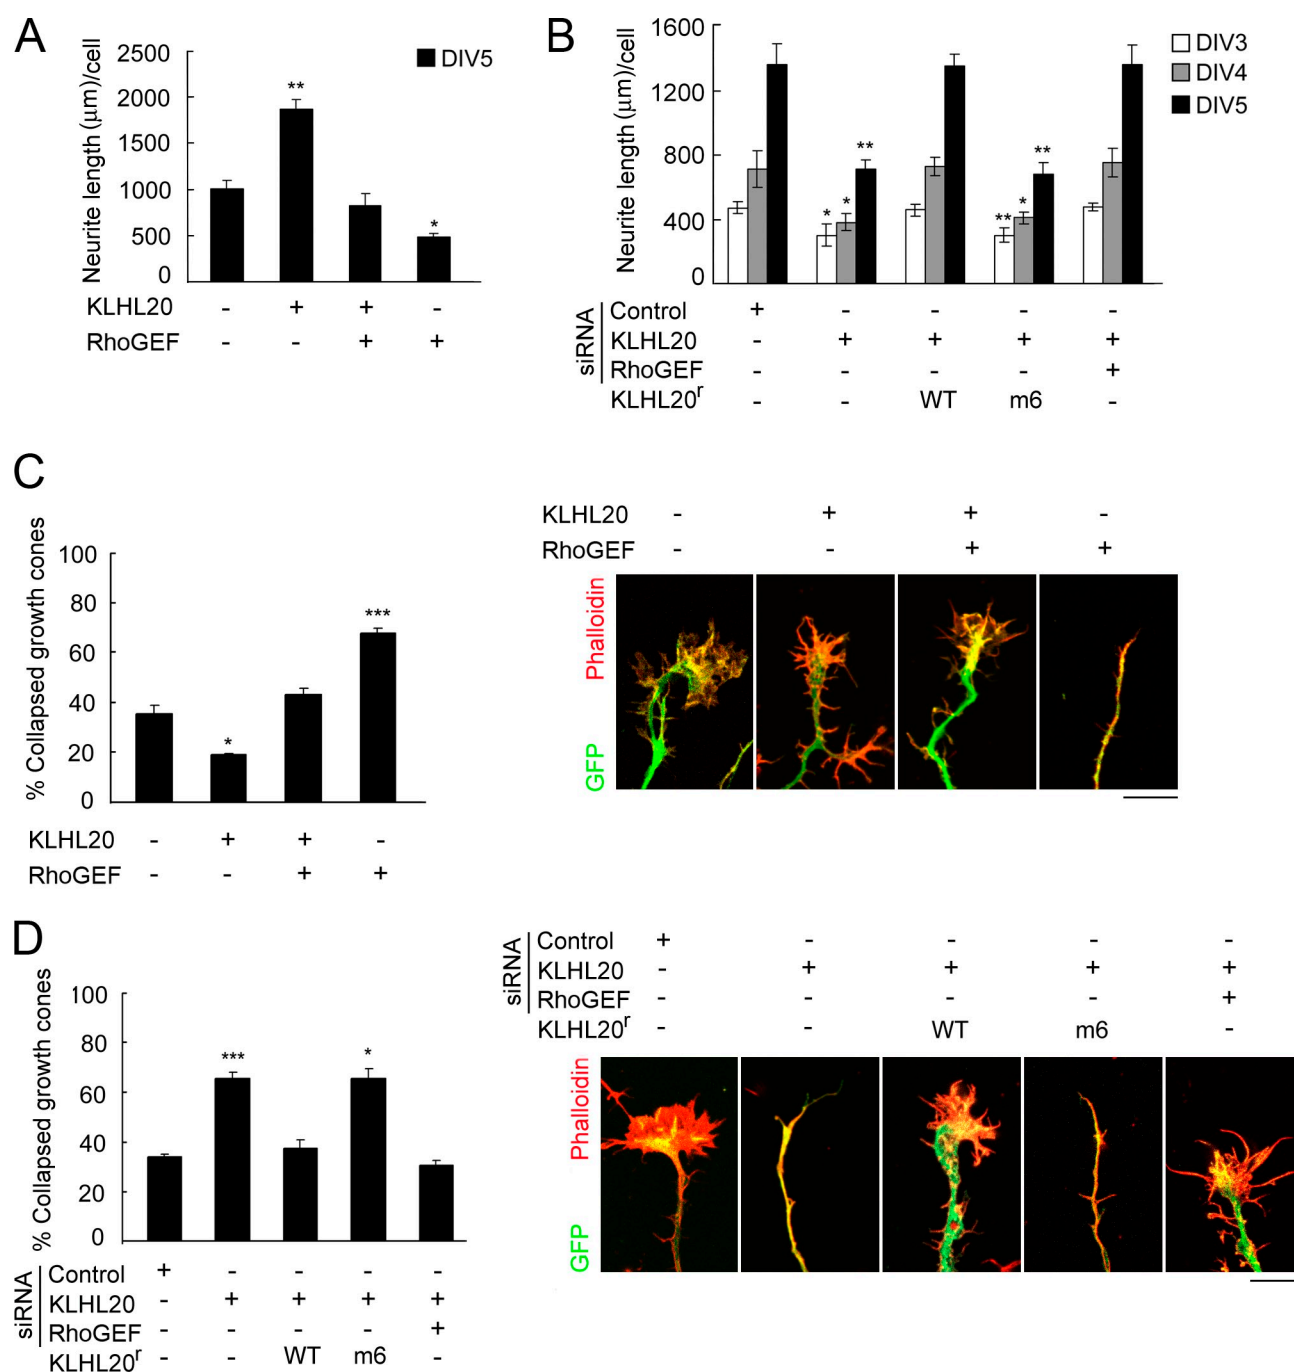 A
Neurite length (μm)/cell
2500
2000
1500
1000
500
0
DIV5
**
*
KLHL20 - + + -
RhoGEF - - + +
B
Neurite length (μm)/cell
1600
1200
800
400
0
DIV3
DIV4
DIV5
* * **
** * **
siRNA
Control + - - - -
KLHL20 - + + + +
RhoGEF - - - - +
KLHL20r - - WT m6 -
C
% Collapsed growth cones
100
80
60
40
20
0
*
***
KLHL20 - + + -
RhoGEF - - + +
KLHL20 - + + -
RhoGEF - - + +
GFP Phalloidin
D
% Collapsed growth cones
100
80
60
40
20
0
***
*
siRNA
Control + - - - -
KLHL20 - + + + +
RhoGEF - - - - +
KLHL20r - - WT m6 -
siRNA
Control + - - - -
KLHL20 - + + + +
RhoGEF - - - - +
KLHL20r - - WT m6 -
GFP Phalloidin